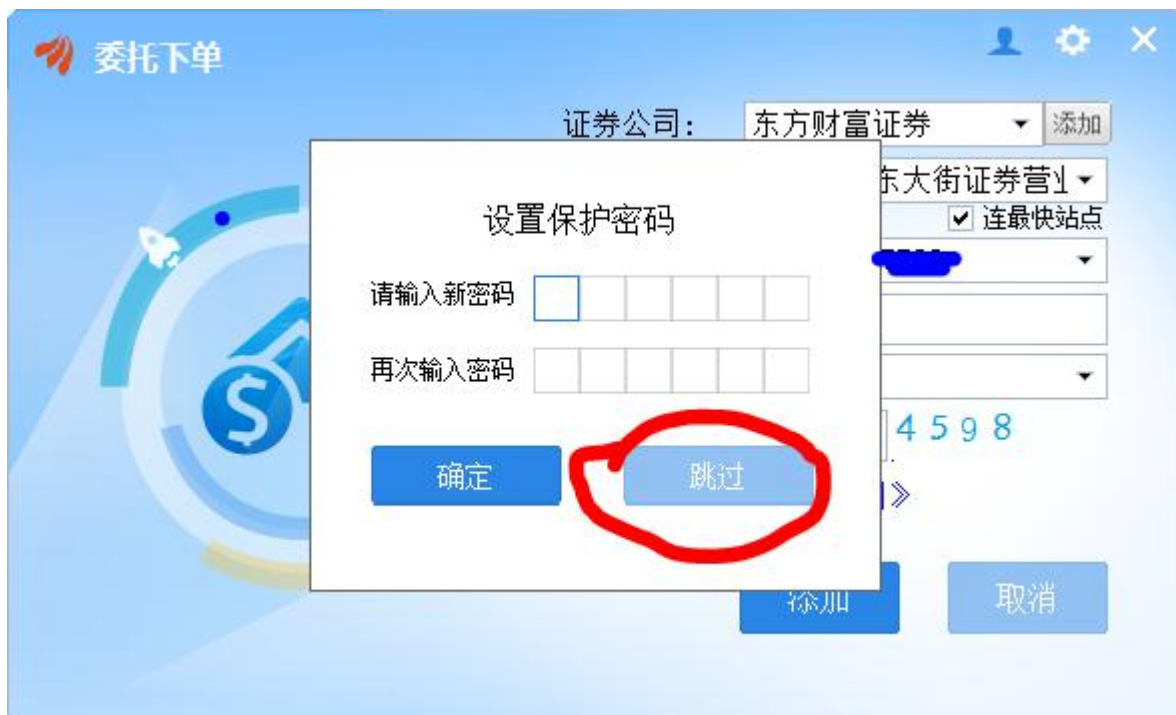 委托下单
证券公司： 东方财富证券 添加
东大街证券营业
连最快站点
设置保护密码
请输入新密码
再次输入密码
4598
确定 跳过
》
添加 取消